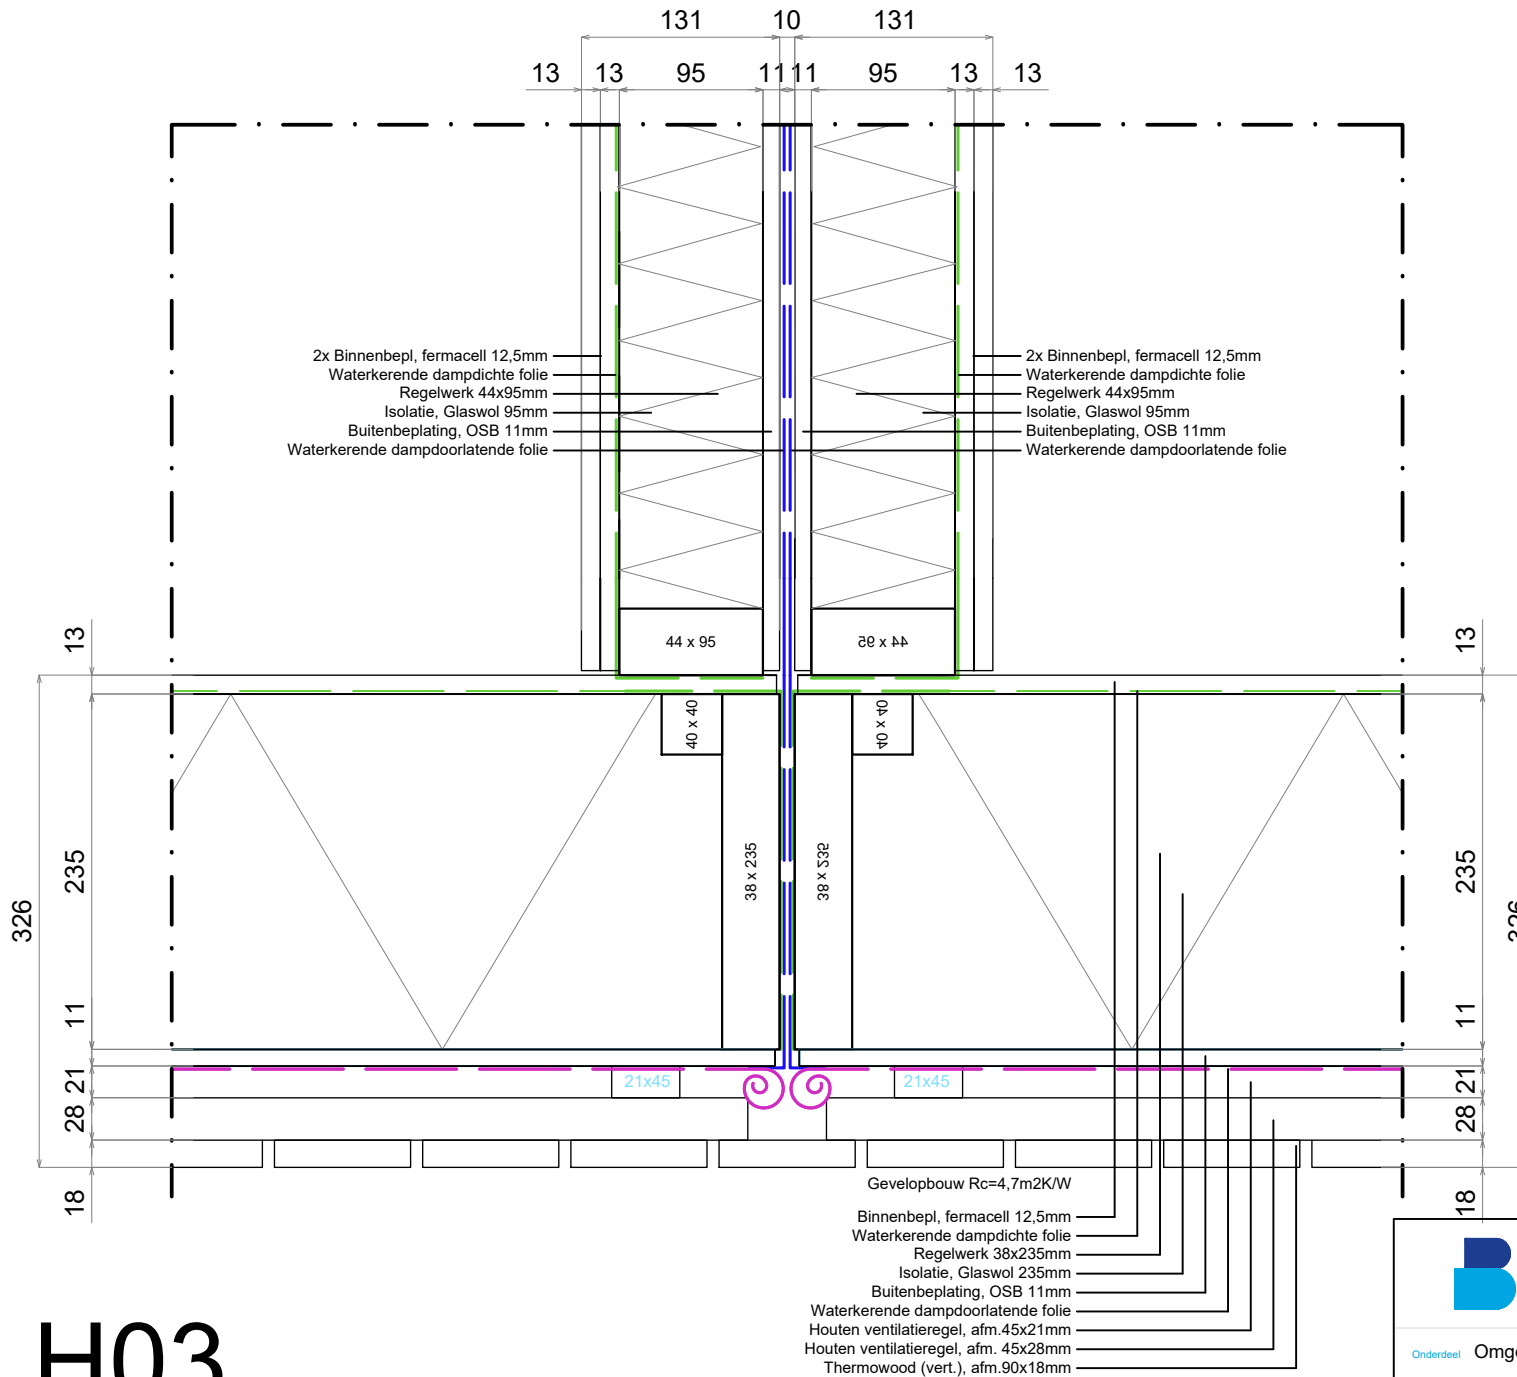 131 10 131
13 13 95 11 11 95 13 13
2x Binnenbepl, fermacell 12,5mm
Waterkerende dampdichte folie
Regelwerk 44x95mm
Isolatie, Glaswol 95mm
Buitenbeplating, OSB 11mm
Waterkerende dampdoorlatende folie
2x Binnenbepl, fermacell 12,5mm
Waterkerende dampdichte folie
Regelwerk 44x95mm
Isolatie, Glaswol 95mm
Buitenbeplating, OSB 11mm
Waterkerende dampdoorlatende folie
44 x 95
44 x 95
13
13
40 x 40
40 x 40
235
38 x 235
38 x 235
235
326
326
11
11
21
21x45
21x45
21
28
28
18
18
Gevelopbouw Rc=4,7m2K/W
Binnenbepl, fermacell 12,5mm
Waterkerende dampdichte folie
Regelwerk 38x235mm
Isolatie, Glaswol 235mm
Buitenbeplating, OSB 11mm
Waterkerende dampdoorlatende folie
Houten ventilatieregel, afm.45x21mm
Houten ventilatieregel, afm. 45x28mm
Thermowood (vert.), afm.90x18mm
H03
Onderdeel